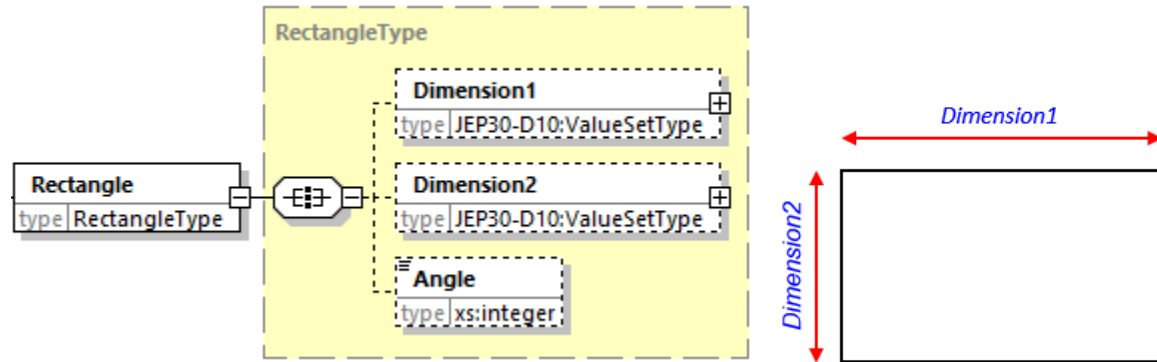 RectangleType
Dimension1
type JEP30-D10:ValueSetType
Rectangle
type RectangleType
Dimension2
type JEP30-D10:ValueSetType
Angle
type xs:integer
Dimension1
Dimension2